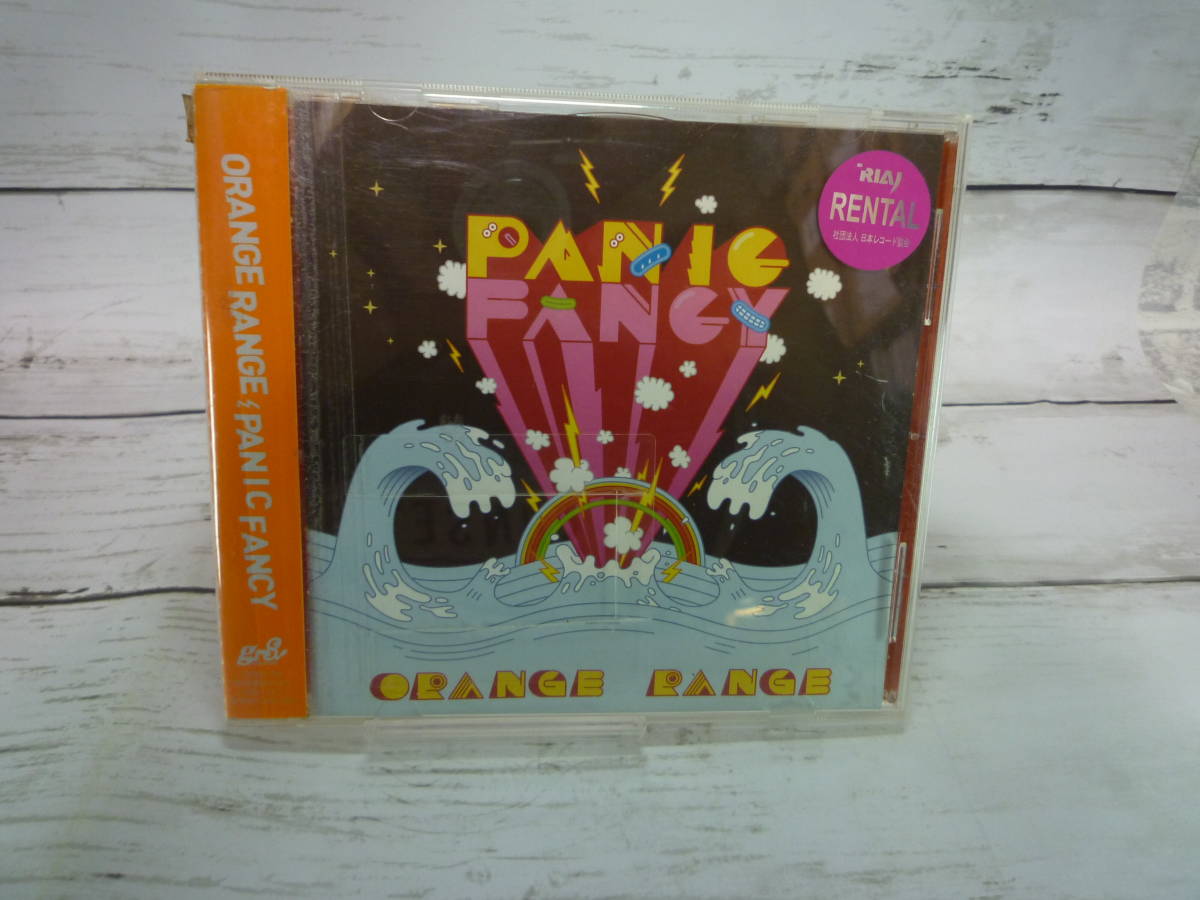 ORANGE RANGE PANIC FANCY
gr8!
PANIC
FANCY
RIAJ
RENTAL
社団法人 日本レコード協会
ORANGE RANGE